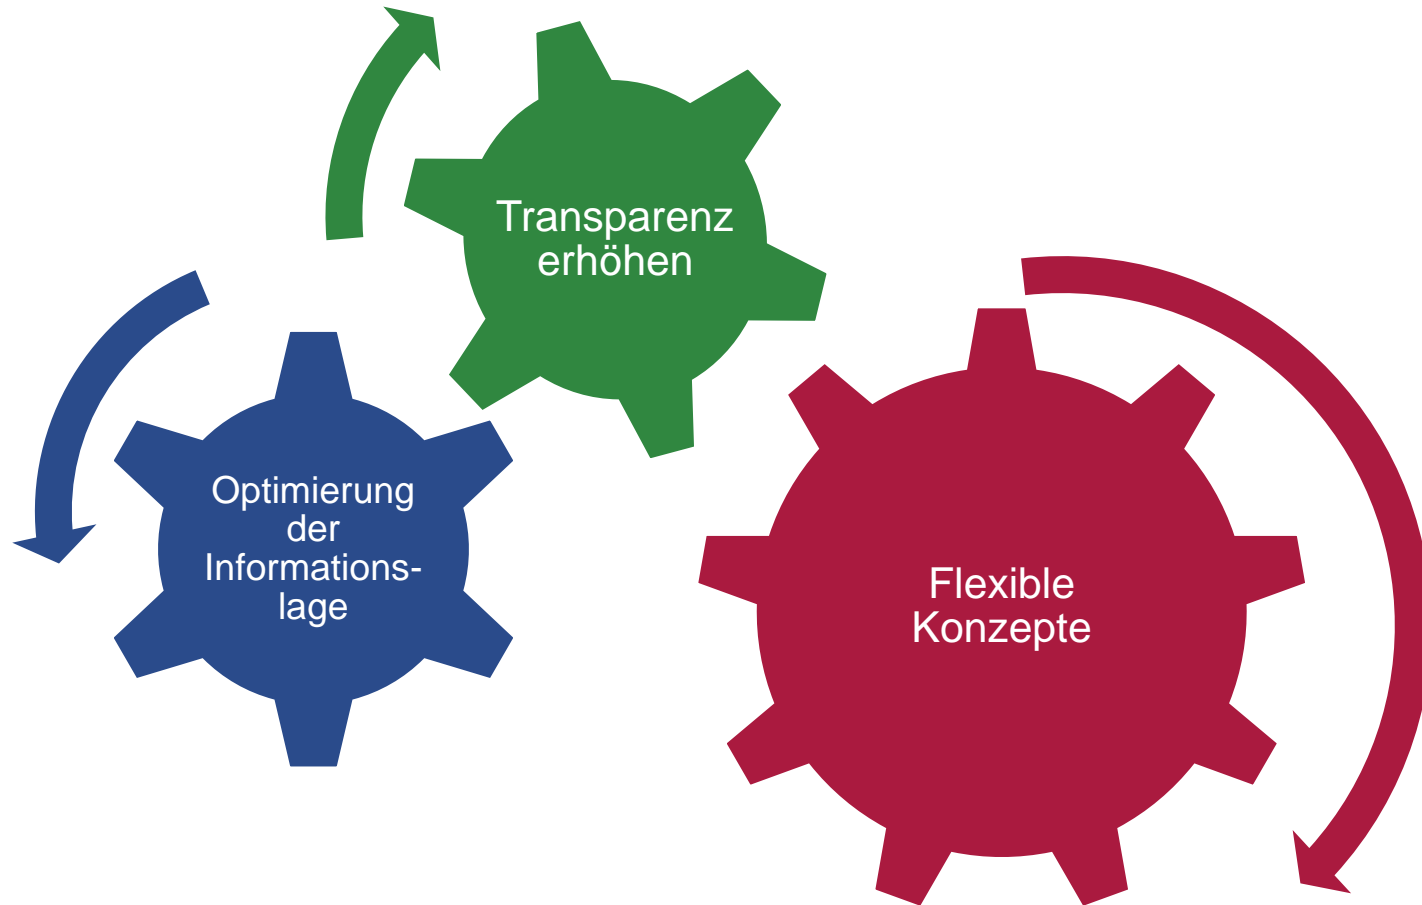 Transparenz
erhöhen
Optimierung
der
Informations-
lage
Flexible
Konzepte